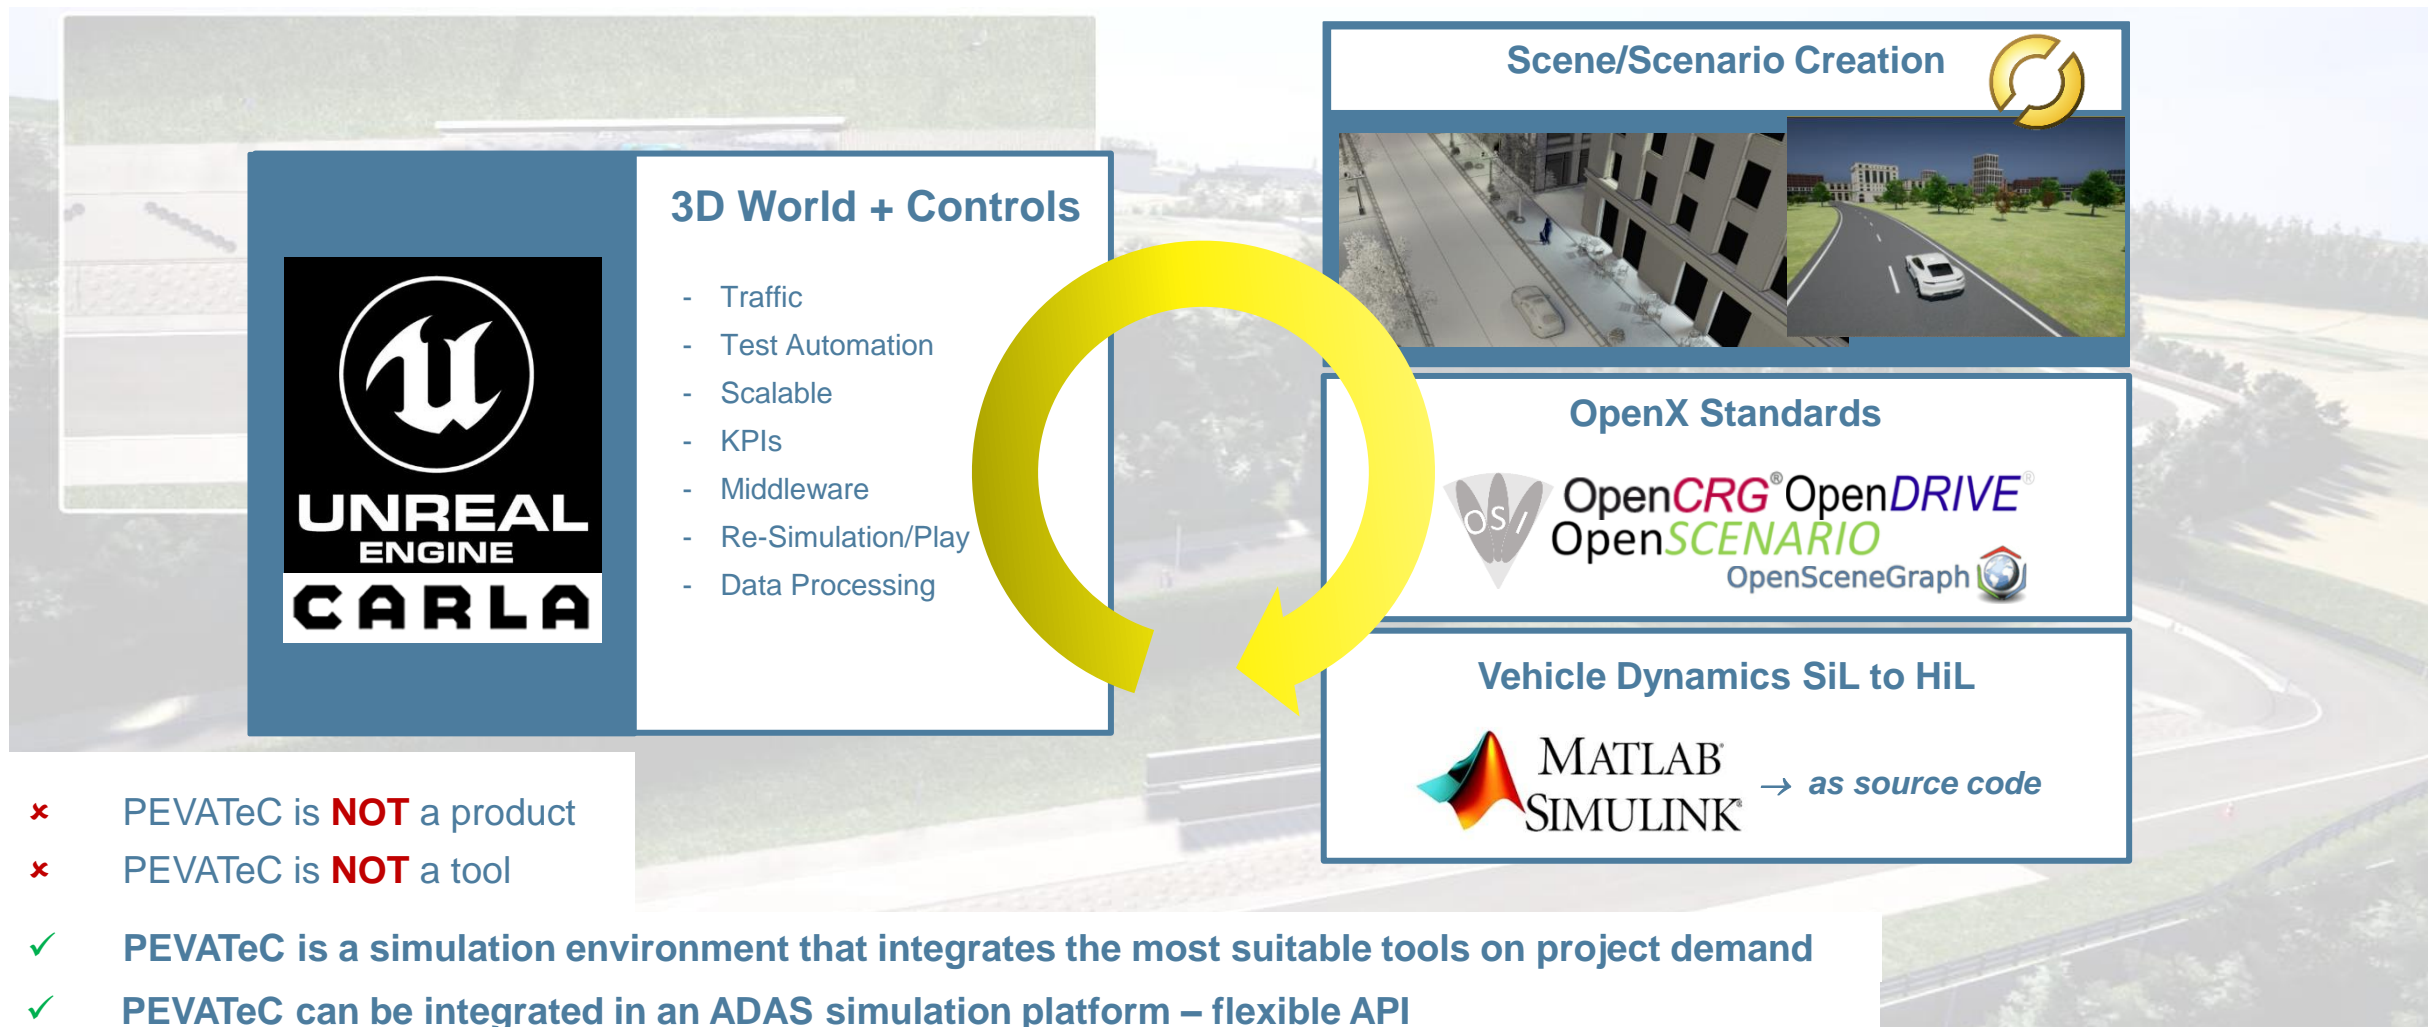 3D World + Controls
- Traffic
- Test Automation
- Scalable
- KPIs
- Middleware
- Re-Simulation/Play
- Data Processing
UNREAL
ENGINE
CARLA
Scene/Scenario Creation
OpenX Standards
OSI
OpenCRG® OpenDRIVE®
OpenSCENARIO
OpenSceneGraph
Vehicle Dynamics SiL to HiL
MATLAB®
SIMULINK®
→ as source code
× PEVATeC is NOT a product
× PEVATeC is NOT a tool
✓ PEVATeC is a simulation environment that integrates the most suitable tools on project demand
✓ PEVATeC can be integrated in an ADAS simulation platform – flexible API